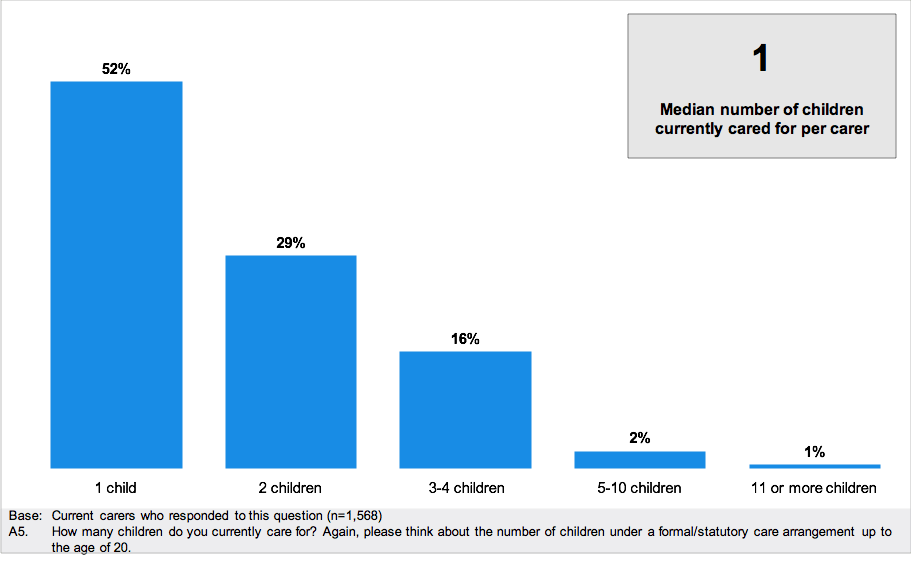 1
Median number of children
currently cared for per carer
52%
29%
16%
2%
1%
1 child
2 children
3-4 children
5-10 children
11 or more children
Base: Current carers who responded to this question (n=1,568)
A5. How many children do you currently care for? Again, please think about the number of children under a formal/statutory care arrangement up to
the age of 20.